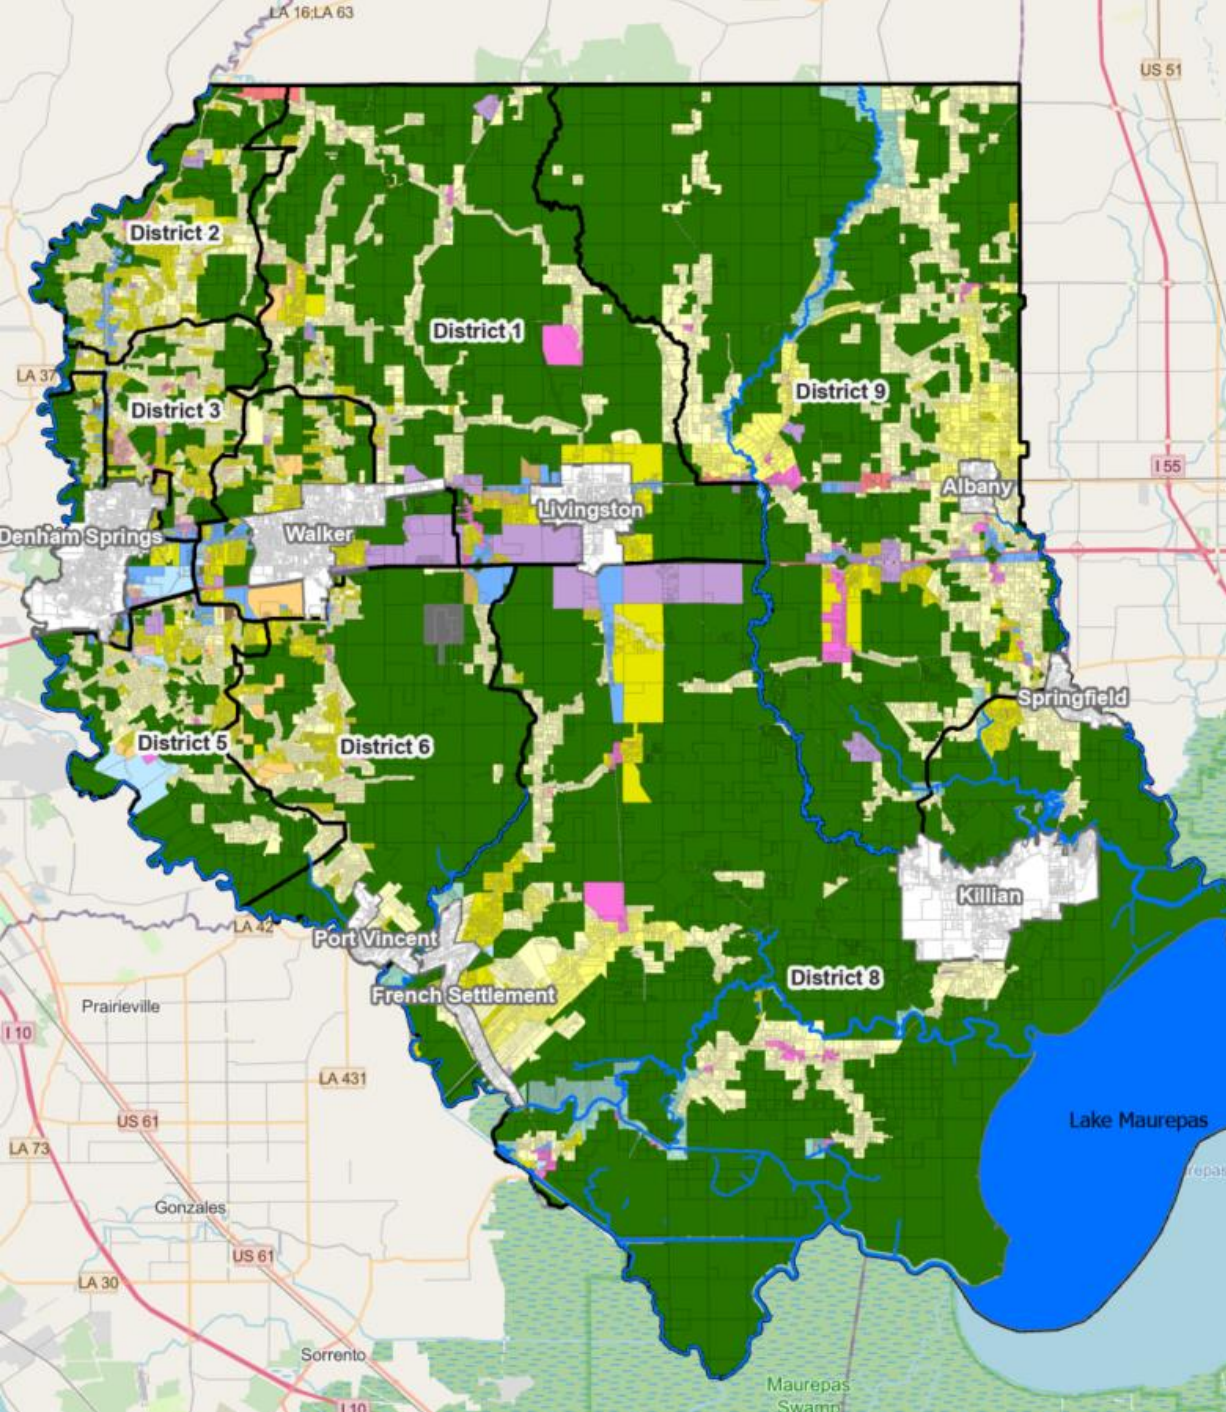 LA 16;LA 63
US 51
District 2
District 1
LA 37
District 3
District 9
I 55
Albany
Livingston
Denham Springs
Walker
Springfield
District 5
District 6
Killian
LA 42
Port Vincent
District 8
French Settlement
Prairieville
I 10
LA 431
US 61
Lake Maurepas
LA 73
repas
Gonzales
US 61
LA 30
Sorrento
Maurepas
Swamp
I 10